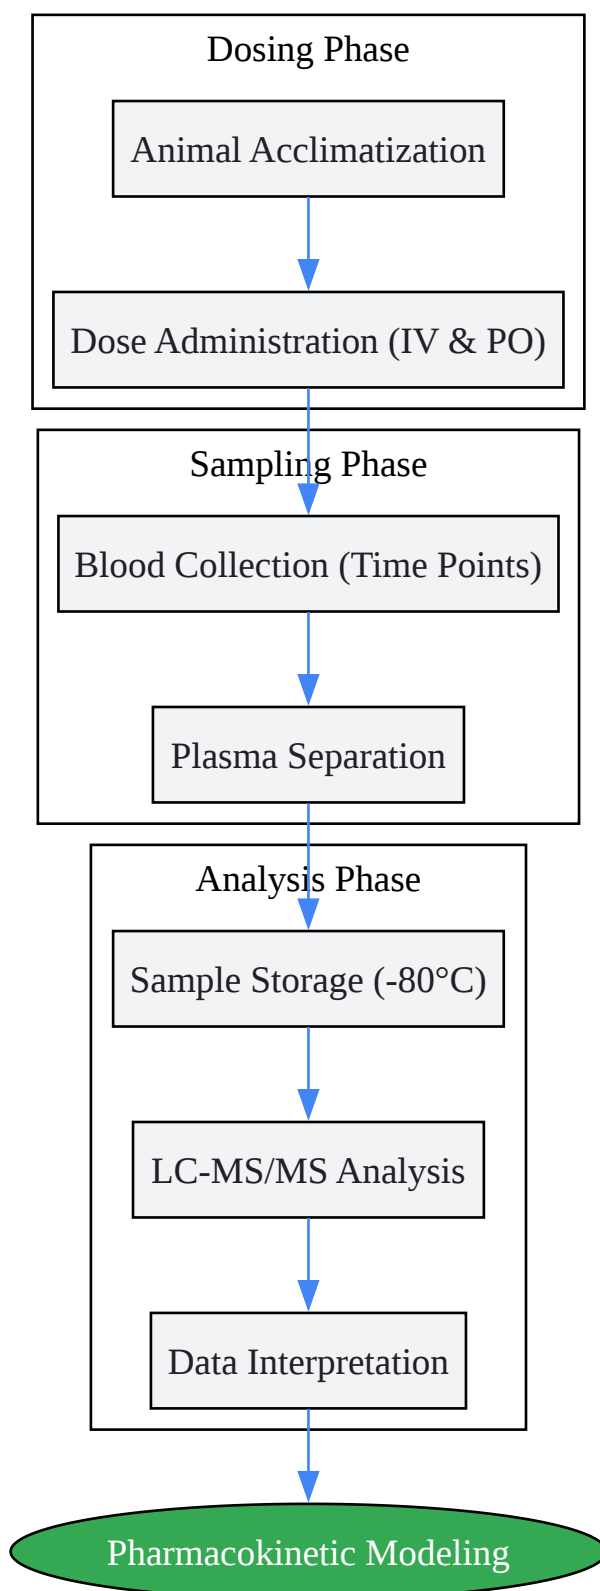 Dosing Phase
Animal Acclimatization
Dose Administration (IV & PO)
Sampling Phase
Blood Collection (Time Points)
Plasma Separation
Analysis Phase
Sample Storage (-80°C)
LC-MS/MS Analysis
Data Interpretation
Pharmacokinetic Modeling